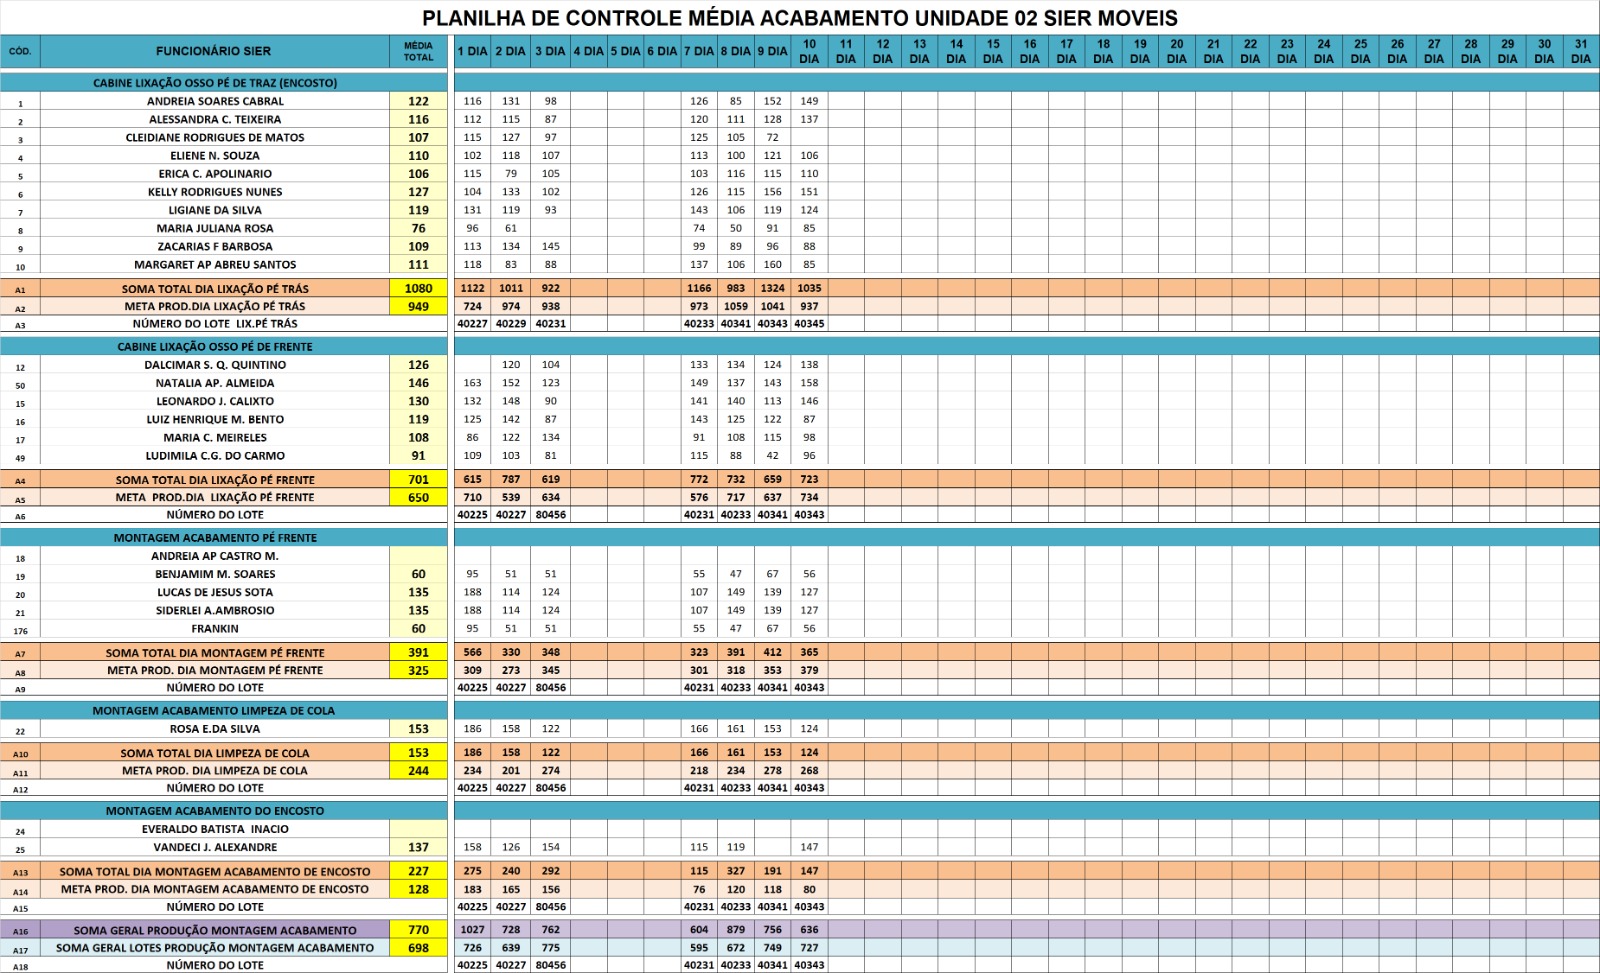 PLANILHA DE CONTROLE MÉDIA ACABAMENTO UNIDADE 02 SIER MOVEIS
CÓD. FUNCIONÁRIO SIER MÉDIA TOTAL 1 DIA 2 DIA 3 DIA 4 DIA 5 DIA 6 DIA 7 DIA 8 DIA 9 DIA 10 DIA 11 DIA 12 DIA 13 DIA 14 DIA 15 DIA 16 DIA 17 DIA 18 DIA 19 DIA 20 DIA 21 DIA 22 DIA 23 DIA 24 DIA 25 DIA 26 DIA 27 DIA 28 DIA 29 DIA 30 DIA 31 DIA
CABINE LIXAÇÃO OSSO PÉ DE TRAZ (ENCOSTO)
1 ANDREIA SOARES CABRAL 122 116 131 98 126 85 152 149
2 ALESSANDRA C. TEIXEIRA 116 112 115 87 120 111 128 137
3 CLEIDIANE RODRIGUES DE MATOS 107 115 127 97 125 105 72
4 ELIENE N. SOUZA 110 102 118 107 113 100 121 106
5 ERICA C. APOLINARIO 106 115 79 105 103 116 115 110
6 KELLY RODRIGUES NUNES 127 104 133 102 126 115 156 151
7 LIGIANE DA SILVA 119 131 119 93 143 106 119 124
8 MARIA JULIANA ROSA 76 96 61 74 50 91 85
9 ZACARIAS F BARBOSA 109 113 134 145 99 89 96 88
10 MARGARET AP ABREU SANTOS 111 118 83 88 137 106 160 85
A1 SOMA TOTAL DIA LIXAÇÃO PÉ TRÁS 1080 1122 1011 922 1166 983 1324 1035
A2 META PROD.DIA LIXAÇÃO PÉ TRÁS 949 724 974 938 973 1059 1041 937
A3 NÚMERO DO LOTE LIX.PÉ TRÁS 40227 40229 40231 40233 40341 40343 40345
CABINE LIXAÇÃO OSSO PÉ DE FRENTE
12 DALCIMAR S. Q. QUINTINO 126 120 104 133 134 124 138
50 NATALIA AP. ALMEIDA 146 163 152 123 149 137 143 158
15 LEONARDO J. CALIXTO 130 132 148 90 141 140 113 146
16 LUIZ HENRIQUE M. BENTO 119 125 142 87 143 125 122 87
17 MARIA C. MEIRELES 108 86 122 134 91 108 115 98
49 LUDIMILA C.G. DO CARMO 91 109 103 81 115 88 42 96
A4 SOMA TOTAL DIA LIXAÇÃO PÉ FRENTE 701 615 787 619 772 732 659 723
A5 META PROD.DIA LIXAÇÃO PÉ FRENTE 650 710 539 634 576 717 637 734
A6 NÚMERO DO LOTE 40225 40227 80456 40231 40233 40341 40343
MONTAGEM ACABAMENTO PÉ FRENTE
18 ANDREIA AP CASTRO M.
19 BENJAMIM M. SOARES 60 95 51 51 55 47 67 56
20 LUCAS DE JESUS SOTA 135 188 114 124 107 149 139 127
21 SIDERLEI A.AMBROSIO 135 188 114 124 107 149 139 127
176 FRANKIN 60 95 51 51 55 47 67 56
A7 SOMA TOTAL DIA MONTAGEM PÉ FRENTE 391 566 330 348 323 391 412 365
A8 META PROD. DIA MONTAGEM PÉ FRENTE 325 309 273 345 301 318 353 379
A9 NÚMERO DO LOTE 40225 40227 80456 40231 40233 40341 40343
MONTAGEM ACABAMENTO LIMPEZA DE COLA
22 ROSA E.DA SILVA 153 186 158 122 166 161 153 124
A10 SOMA TOTAL DIA LIMPEZA DE COLA 153 186 158 122 166 161 153 124
A11 META PROD. DIA LIMPEZA DE COLA 244 234 201 274 218 234 278 268
A12 NÚMERO DO LOTE 40225 40227 80456 40231 40233 40341 40343
MONTAGEM ACABAMENTO DO ENCOSTO
24 EVERALDO BATISTA INACIO
25 VANDECI J. ALEXANDRE 137 158 126 154 115 119 147
A13 SOMA TOTAL DIA MONTAGEM ACABAMENTO DE ENCOSTO 227 275 240 292 115 327 191 147
A14 META PROD. DIA MONTAGEM ACABAMENTO DE ENCOSTO 128 183 165 156 76 120 118 80
A15 NÚMERO DO LOTE 40225 40227 80456 40231 40233 40341 40343
A16 SOMA GERAL PRODUÇÃO MONTAGEM ACABAMENTO 770 1027 728 762 604 879 756 636
A17 SOMA GERAL LOTES PRODUÇÃO MONTAGEM ACABAMENTO 698 726 639 775 595 672 749 727
A18 NÚMERO DO LOTE 40225 40227 80456 40231 40233 40341 40343